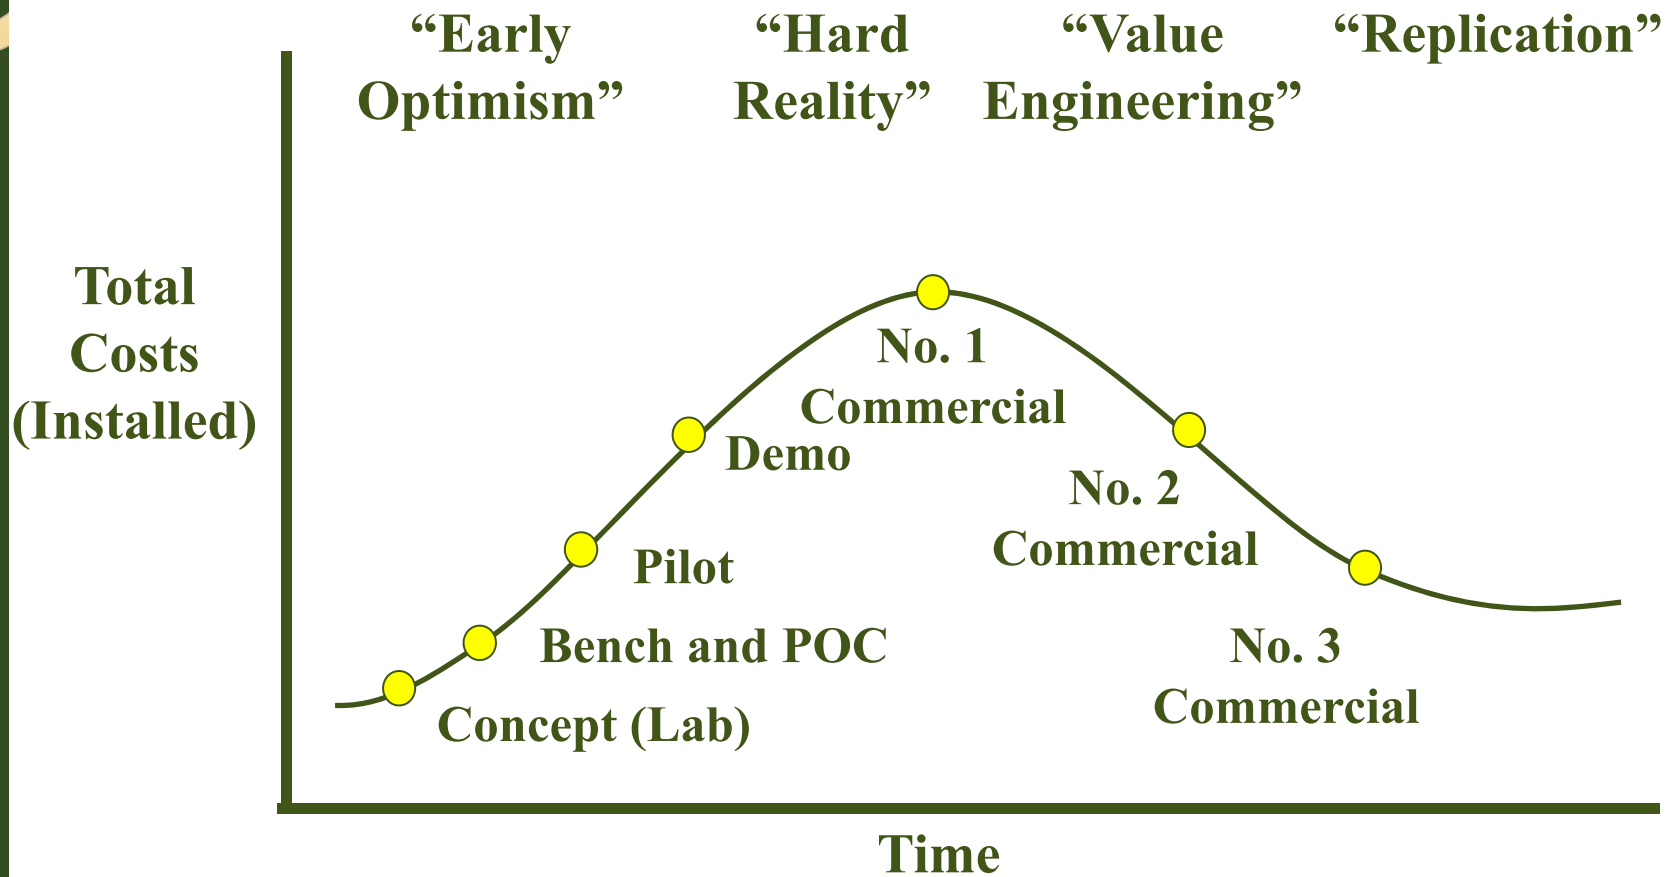 “Early
Optimism”
“Hard
Reality”
“Value
Engineering”
“Replication”
Total
Costs
(Installed)
No. 1
Commercial
Demo
No. 2
Commercial
Pilot
Bench and POC
No. 3
Commercial
Concept (Lab)
Time